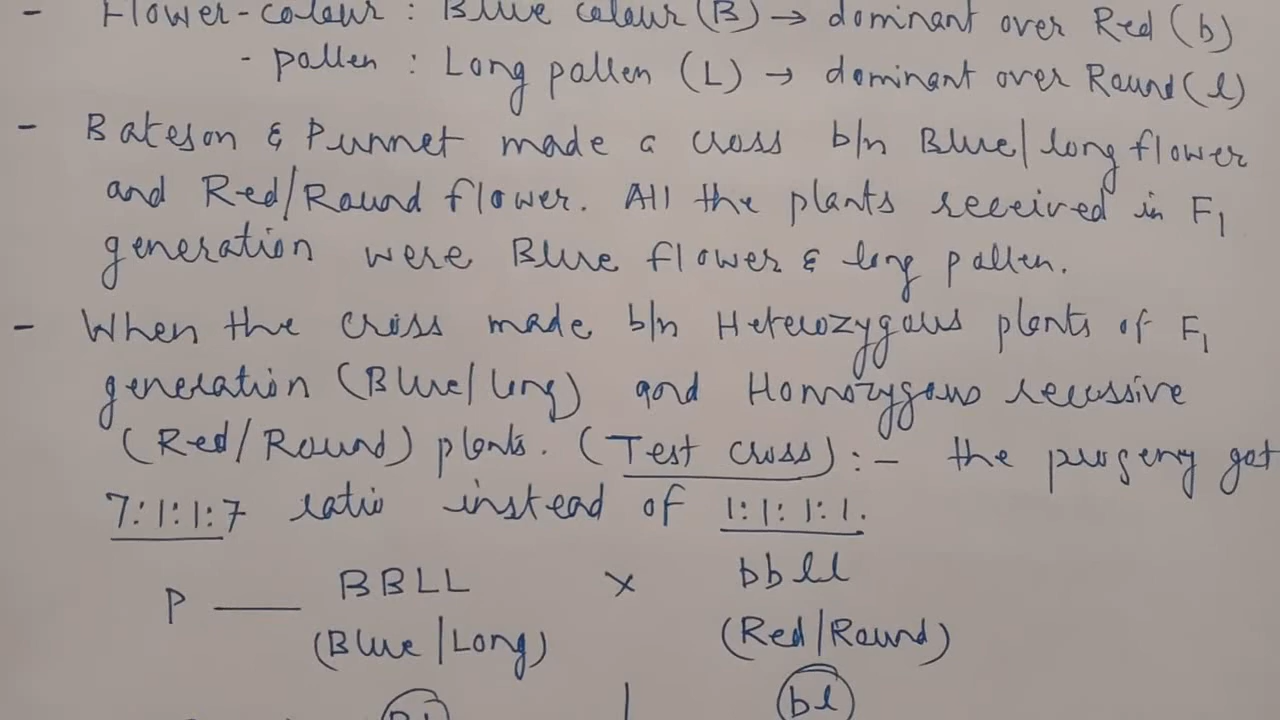 - Flower-colour : Blue colour (B) → dominant over Red (b)
- pollen : Long pollen (L) → dominant over Round (l)
- Bateson & Punnet made a cross b/n Blue/long flower
and Red/Round flower. All the plants received in F1
generation were Blue flower & long pollen.
- When the cross made b/n Heterozygous plants of F1
generation (Blue/long) and Homozygous recessive
(Red/Round) plants. (Test cross) :- the progeny got
7:1:1:7 ratio instead of 1:1:1:1.
P — BBLL × bbll
(Blue/Long) (Red/Round)
bl